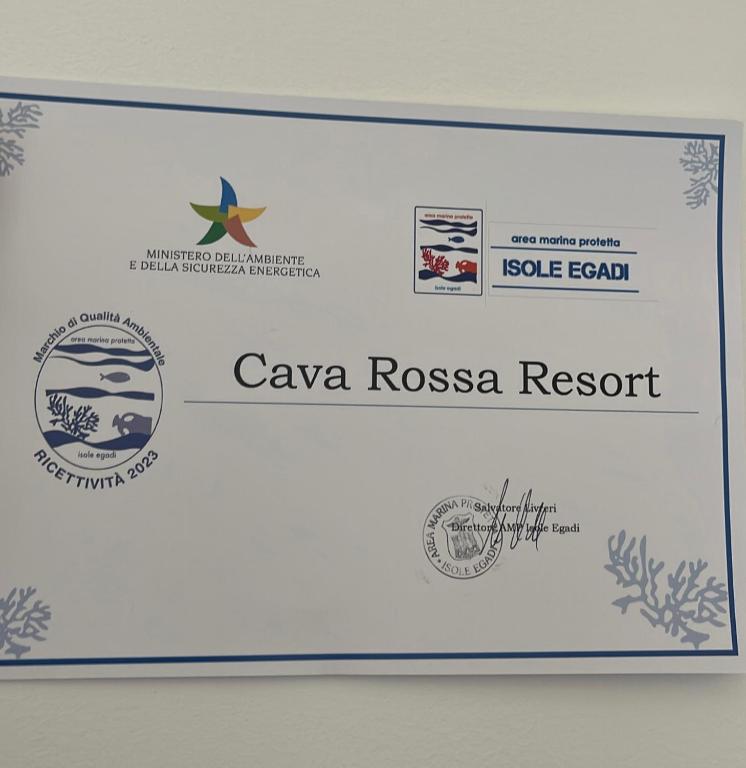 MINISTERO DELL'AMBIENTE
E DELLA SICUREZZA ENERGETICA
area marina protetta
isole egadi
area marina protetta
ISOLE EGADI
Marchio di Qualità Ambientale
area marina protetta
isole egadi
RICETTIVITÀ 2023
Cava Rossa Resort
Salvatore Livreri
Direttore AMP Isole Egadi
AREA MARINA PROTETTA
ISOLE EGADI